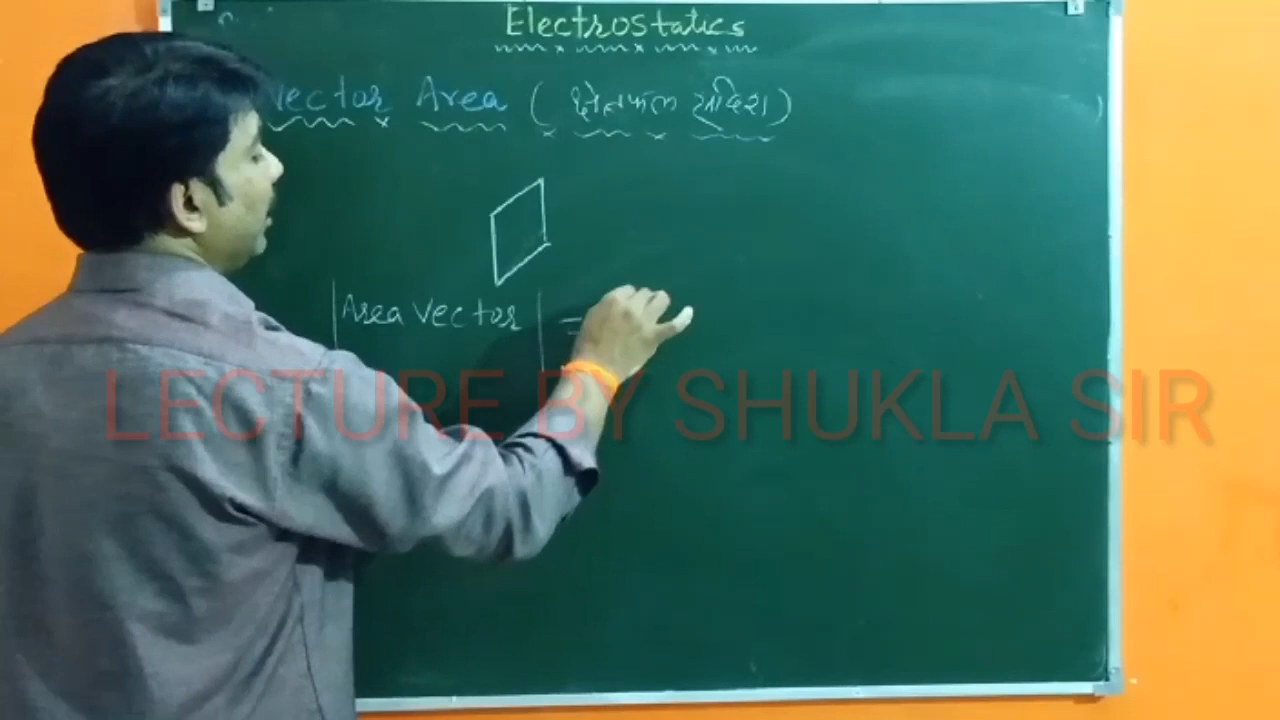 Electrostatics
Vector Area ( क्षेत्रफल सदिश )
|Area Vector| =
LECTURE BY SHUKLA SIR